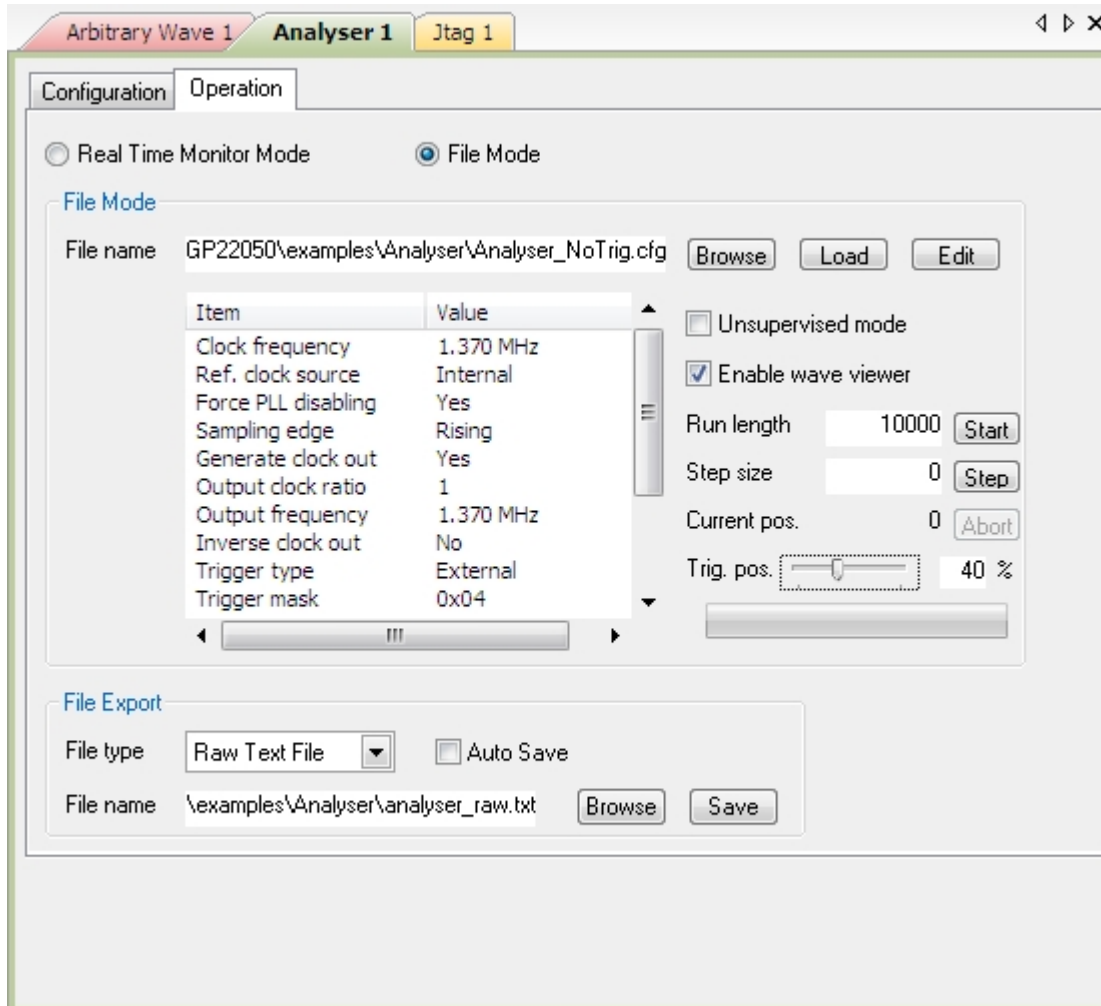 Arbitrary Wave 1 Analyser 1 Jtag 1
Configuration Operation
Real Time Monitor Mode File Mode
File Mode
File name GP22050\examples\Analyser\Analyser_NoTrig.cfg Browse Load Edit
Item Value
Unsupervised mode
Clock frequency 1.370 MHz
Ref. clock source Internal
Enable wave viewer
Force PLL disabling Yes
Sampling edge Rising
Run length 10000 Start
Generate clock out Yes
Step size 0 Step
Output clock ratio 1
Output frequency 1.370 MHz
Current pos. 0 Abort
Inverse clock out No
Trigger type External
Trig. pos. 40 %
Trigger mask 0x04
File Export
File type Raw Text File Auto Save
File name \examples\Analyser\analyser_raw.txt Browse Save